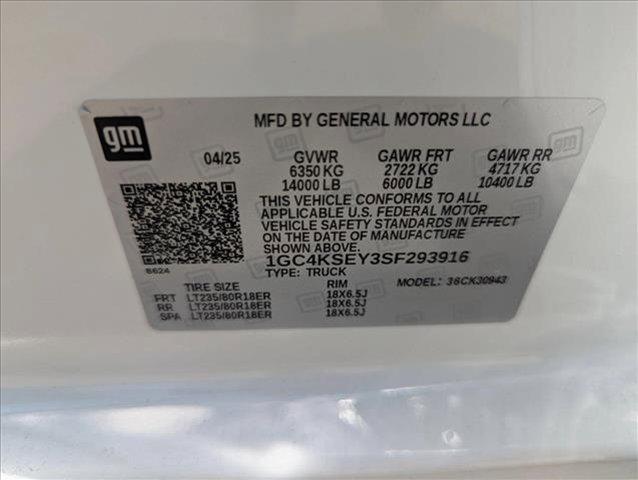 gm
MFD BY GENERAL MOTORS LLC
04/25 GVWR GAWR FRT GAWR RR
6350 KG 2722 KG 4717 KG
14000 LB 6000 LB 10400 LB
THIS VEHICLE CONFORMS TO ALL
APPLICABLE U.S. FEDERAL MOTOR
VEHICLE SAFETY STANDARDS IN EFFECT
ON THE DATE OF MANUFACTURE
SHOWN ABOVE.
8624
1GC4KSEY3SF293916
TYPE: TRUCK MODEL: 36CK30943
TIRE SIZE RIM
FRT LT235/80R18ER 18X6.5J
RR LT235/80R18ER 18X6.5J
SPA LT235/80R18ER 18X6.5J